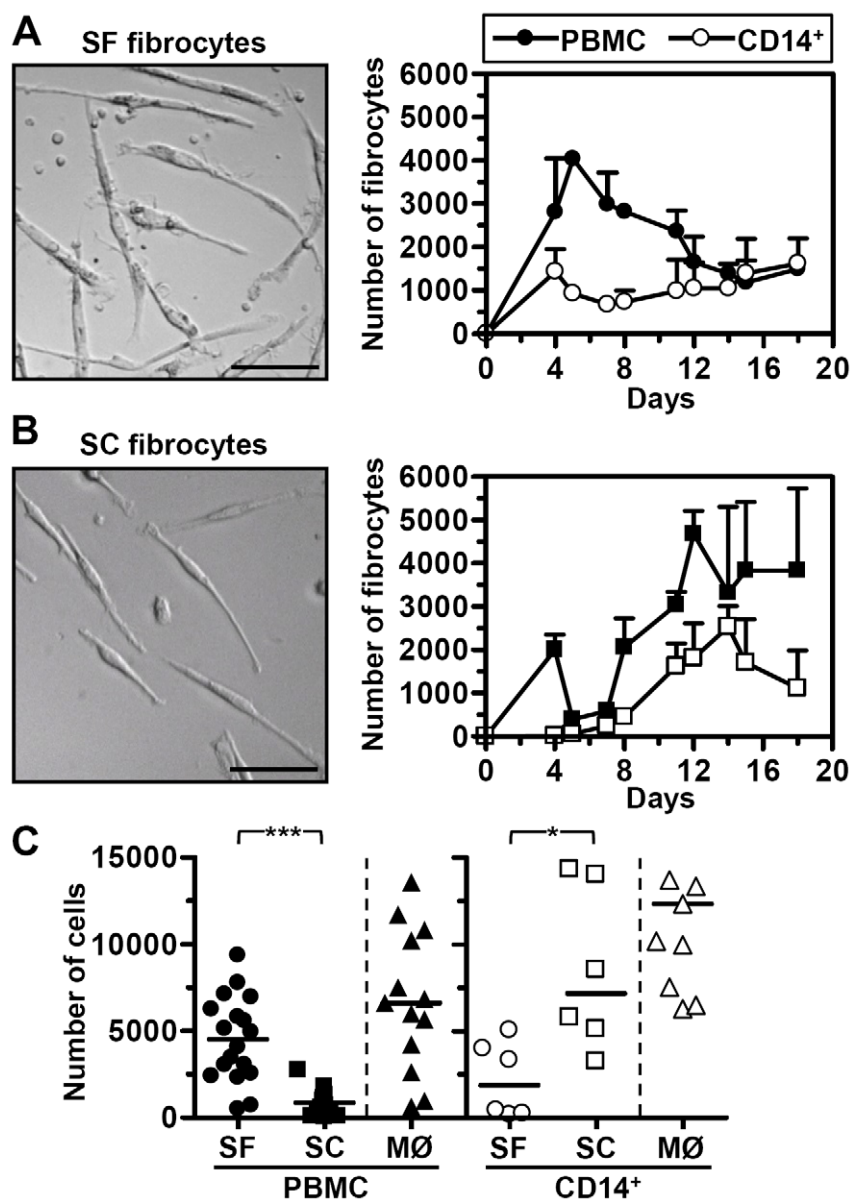 A
SF fibrocytes
PBMC CD14+
Number of fibrocytes
6000
5000
4000
3000
2000
1000
0
0 4 8 12 16 20
Days
B
SC fibrocytes
Number of fibrocytes
6000
5000
4000
3000
2000
1000
0
0 4 8 12 16 20
Days
C
*** *
Number of cells
15000
10000
5000
0
SF SC MØ SF SC MØ
PBMC CD14+